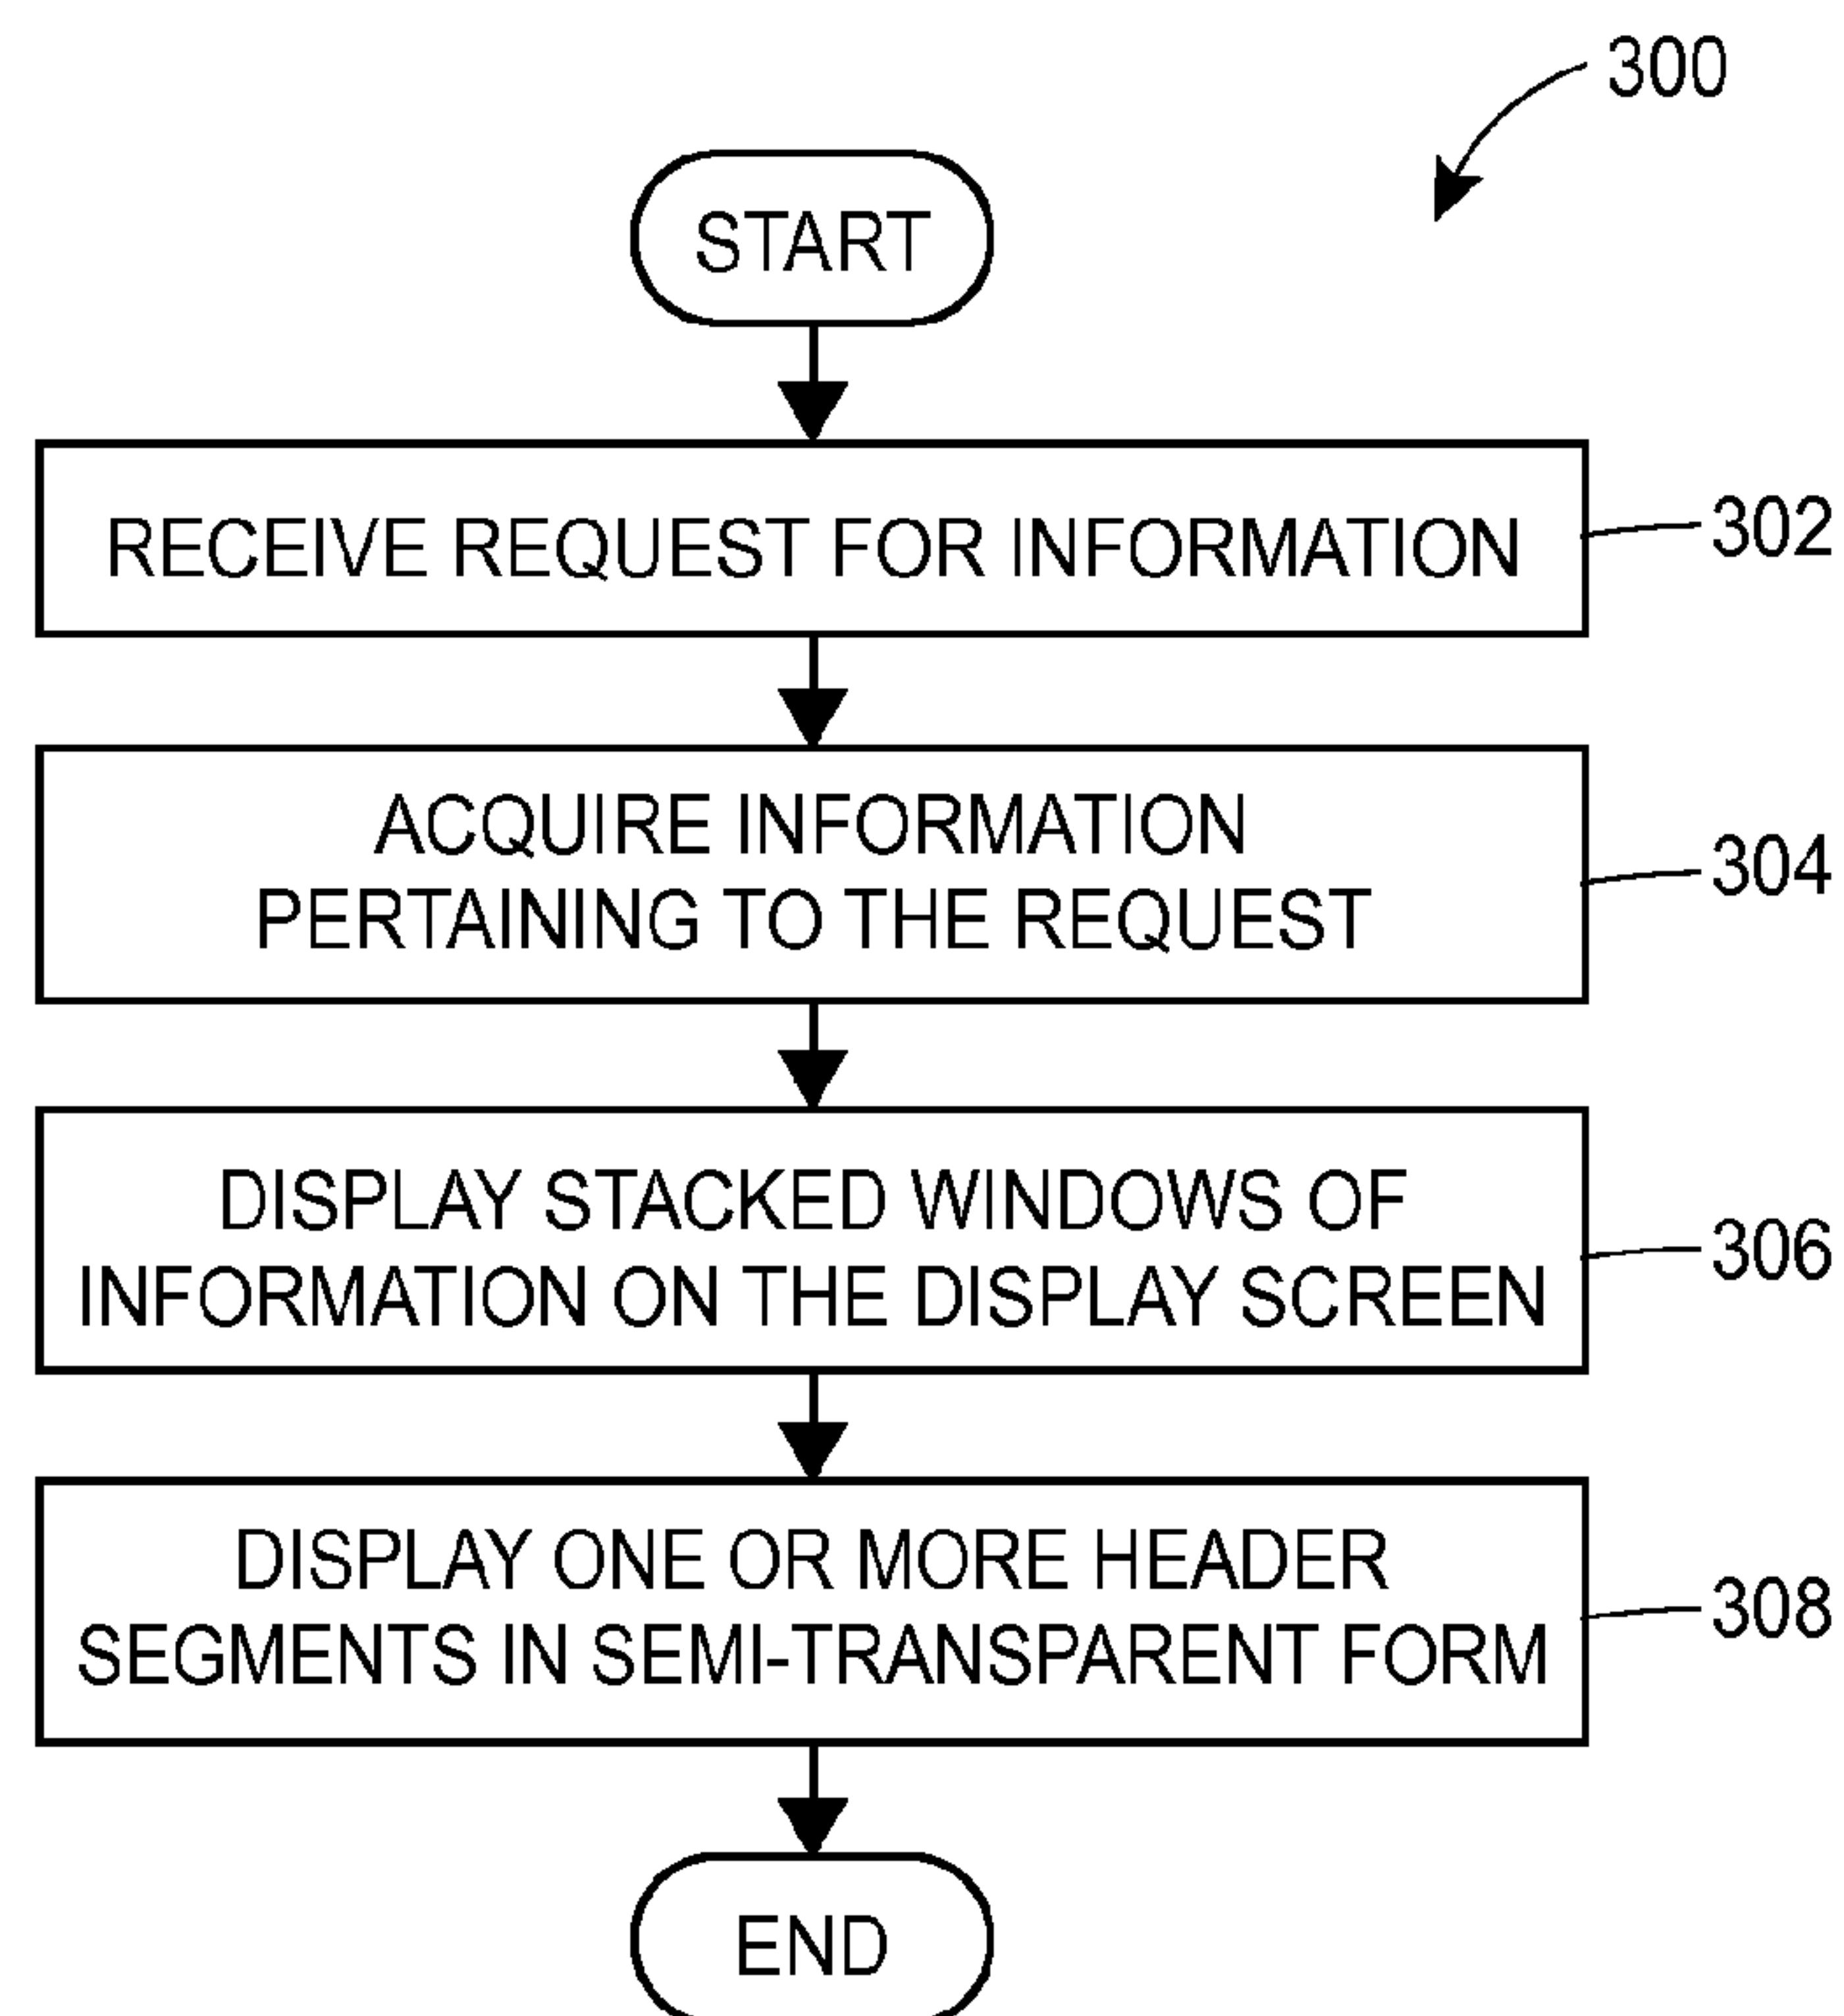 300
START
RECEIVE REQUEST FOR INFORMATION
302
ACQUIRE INFORMATION
PERTAINING TO THE REQUEST
304
DISPLAY STACKED WINDOWS OF
INFORMATION ON THE DISPLAY SCREEN
306
DISPLAY ONE OR MORE HEADER
SEGMENTS IN SEMI-TRANSPARENT FORM
308
END